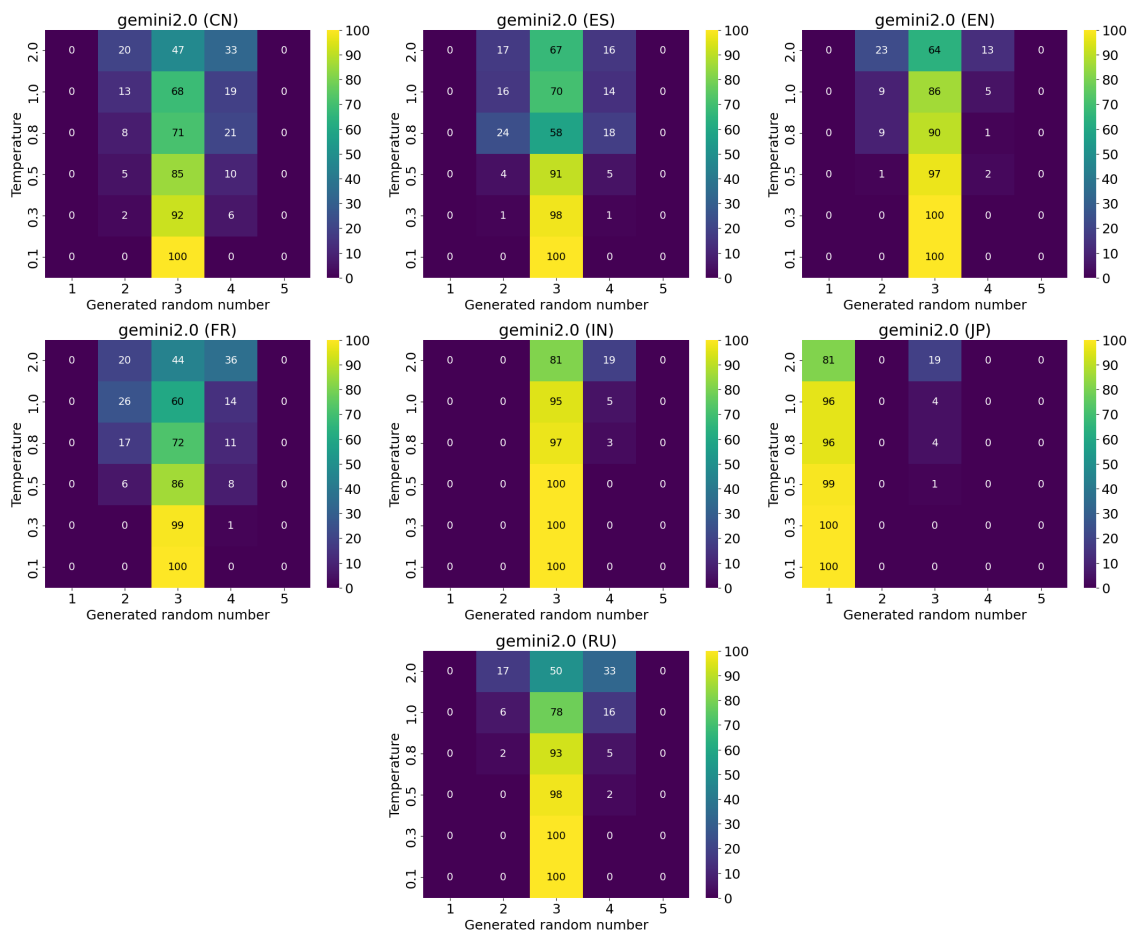 gemini2.0 (CN)
2.0 0 20 47 33 0
1.0 0 13 68 19 0
0.8 0 8 71 21 0
0.5 0 5 85 10 0
0.3 0 2 92 6 0
0.1 0 0 100 0 0
1 2 3 4 5
Temperature
Generated random number
100
90
80
70
60
50
40
30
20
10
0
gemini2.0 (ES)
2.0 0 17 67 16 0
1.0 0 16 70 14 0
0.8 0 24 58 18 0
0.5 0 4 91 5 0
0.3 0 1 98 1 0
0.1 0 0 100 0 0
1 2 3 4 5
Temperature
Generated random number
100
90
80
70
60
50
40
30
20
10
0
gemini2.0 (EN)
2.0 0 23 64 13 0
1.0 0 9 86 5 0
0.8 0 9 90 1 0
0.5 0 1 97 2 0
0.3 0 0 100 0 0
0.1 0 0 100 0 0
1 2 3 4 5
Temperature
Generated random number
100
90
80
70
60
50
40
30
20
10
0
gemini2.0 (FR)
2.0 0 20 44 36 0
1.0 0 26 60 14 0
0.8 0 17 72 11 0
0.5 0 6 86 8 0
0.3 0 0 99 1 0
0.1 0 0 100 0 0
1 2 3 4 5
Temperature
Generated random number
100
90
80
70
60
50
40
30
20
10
0
gemini2.0 (IN)
2.0 0 0 81 19 0
1.0 0 0 95 5 0
0.8 0 0 97 3 0
0.5 0 0 100 0 0
0.3 0 0 100 0 0
0.1 0 0 100 0 0
1 2 3 4 5
Temperature
Generated random number
100
90
80
70
60
50
40
30
20
10
0
gemini2.0 (JP)
2.0 81 0 19 0 0
1.0 96 0 4 0 0
0.8 96 0 4 0 0
0.5 99 0 1 0 0
0.3 100 0 0 0 0
0.1 100 0 0 0 0
1 2 3 4 5
Temperature
Generated random number
100
90
80
70
60
50
40
30
20
10
0
gemini2.0 (RU)
2.0 0 17 50 33 0
1.0 0 6 78 16 0
0.8 0 2 93 5 0
0.5 0 0 98 2 0
0.3 0 0 100 0 0
0.1 0 0 100 0 0
1 2 3 4 5
Temperature
Generated random number
100
90
80
70
60
50
40
30
20
10
0